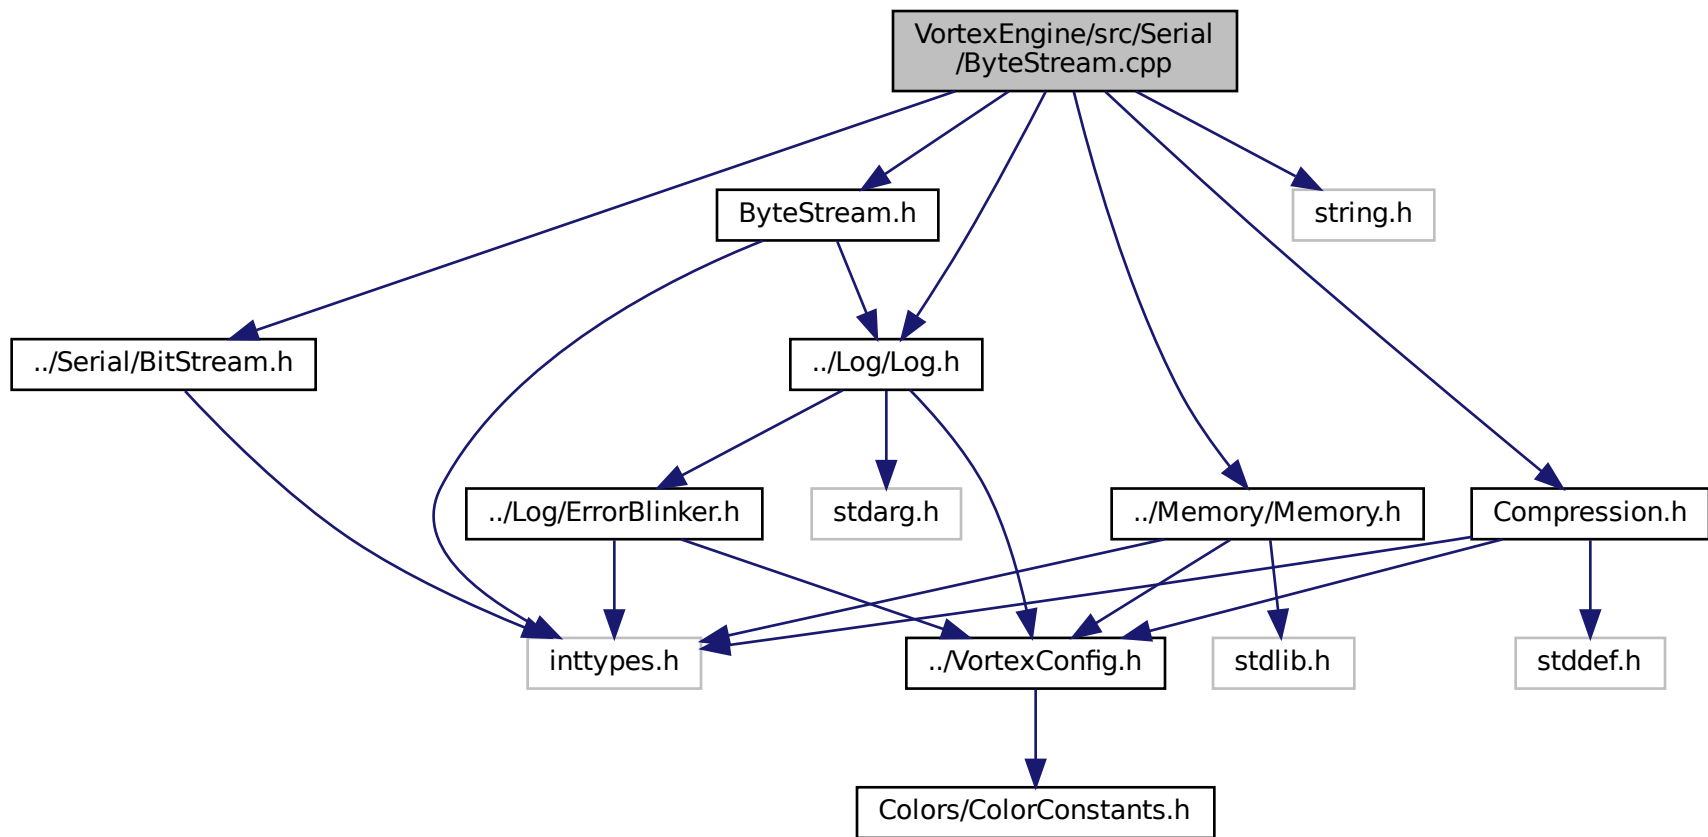 VortexEngine/src/Serial
/ByteStream.cpp
ByteStream.h
string.h
../Serial/BitStream.h
../Log/Log.h
../Log/ErrorBlinker.h
stdarg.h
../Memory/Memory.h
Compression.h
inttypes.h
../VortexConfig.h
stdlib.h
stddef.h
Colors/ColorConstants.h